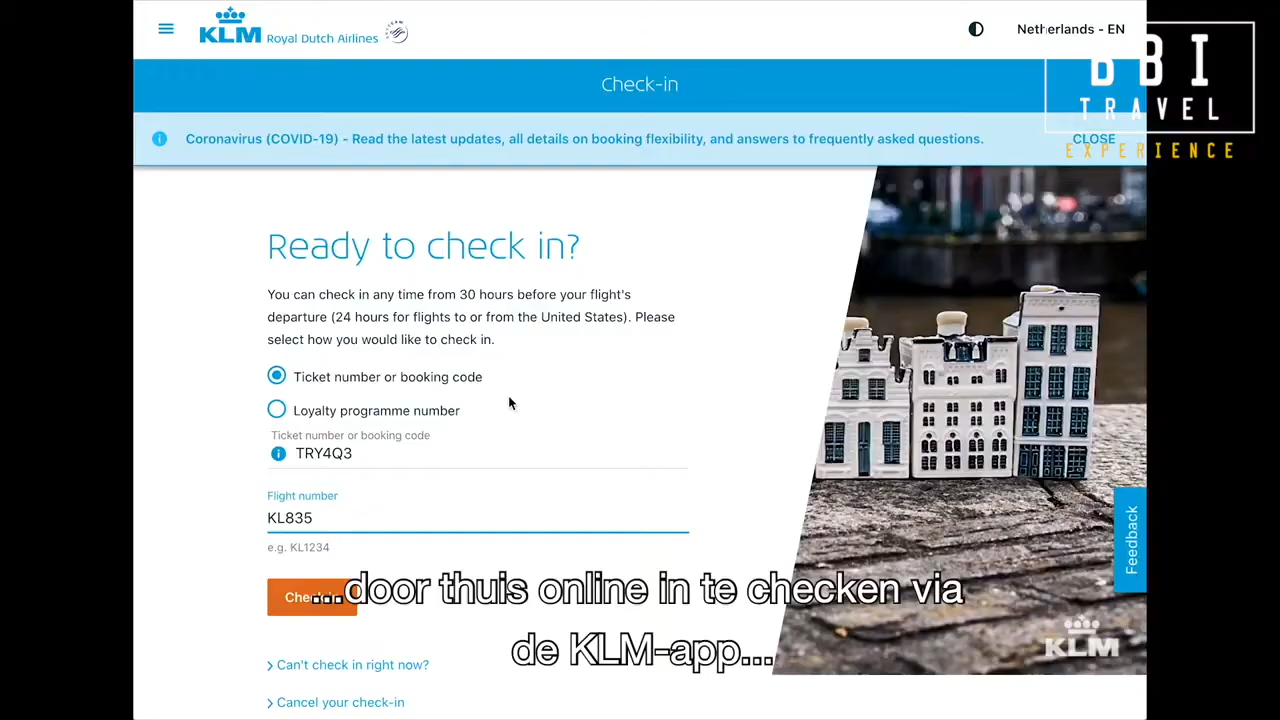 KLM Royal Dutch Airlines
Netherlands - EN
BBI
TRAVEL
EXPERIENCE
Check-in
Coronavirus (COVID-19) - Read the latest updates, all details on booking flexibility, and answers to frequently asked questions.
CLOSE
Ready to check in?
You can check in any time from 30 hours before your flight's
departure (24 hours for flights to or from the United States). Please
select how you would like to check in.
Ticket number or booking code
Loyalty programme number
Ticket number or booking code
TRY4Q3
Flight number
KL835
e.g. KL1234
Feedback
...door thuis online in te checken via
de KLM-app...
KLM
Can't check in right now?
Cancel your check-in